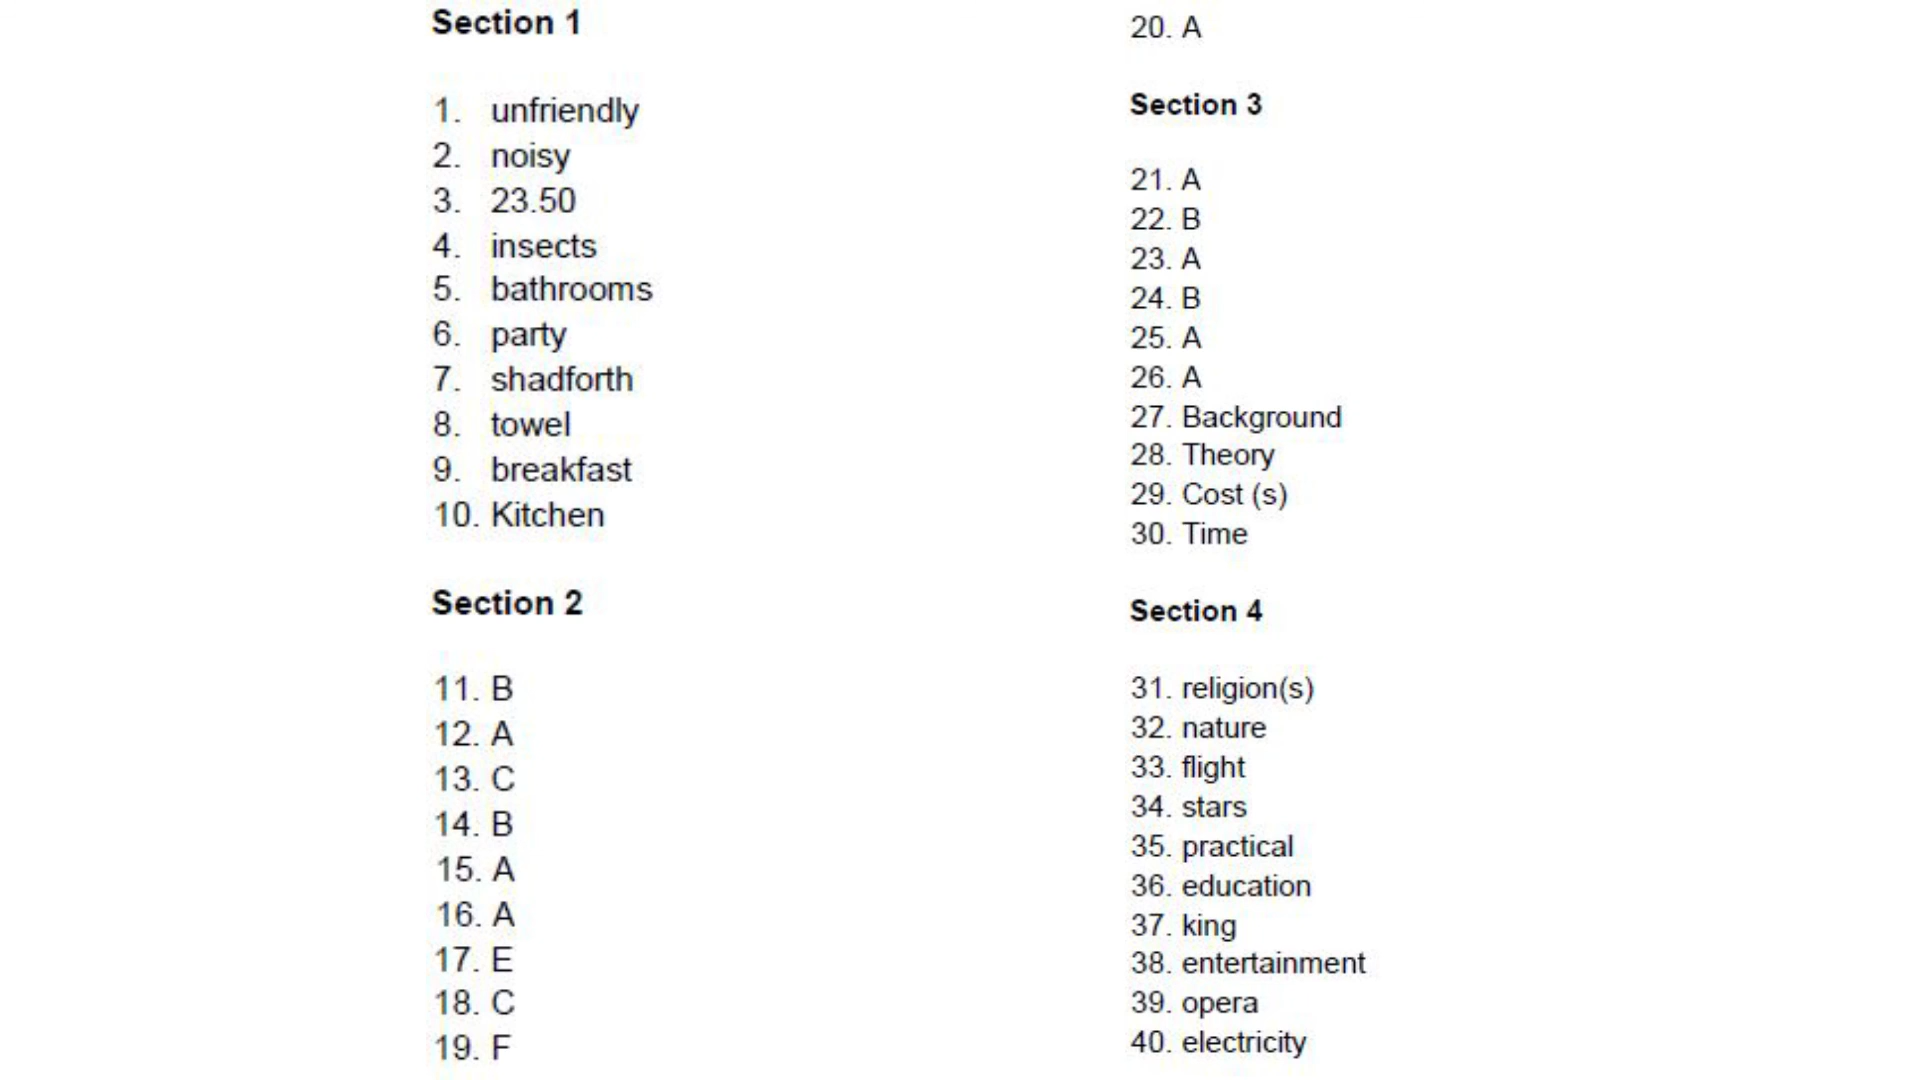 Section 1
1. unfriendly
2. noisy
3. 23.50
4. insects
5. bathrooms
6. party
7. shadforth
8. towel
9. breakfast
10. Kitchen
Section 2
11. B
12. A
13. C
14. B
15. A
16. A
17. E
18. C
19. F
20. A
Section 3
21. A
22. B
23. A
24. B
25. A
26. A
27. Background
28. Theory
29. Cost (s)
30. Time
Section 4
31. religion(s)
32. nature
33. flight
34. stars
35. practical
36. education
37. king
38. entertainment
39. opera
40. electricity